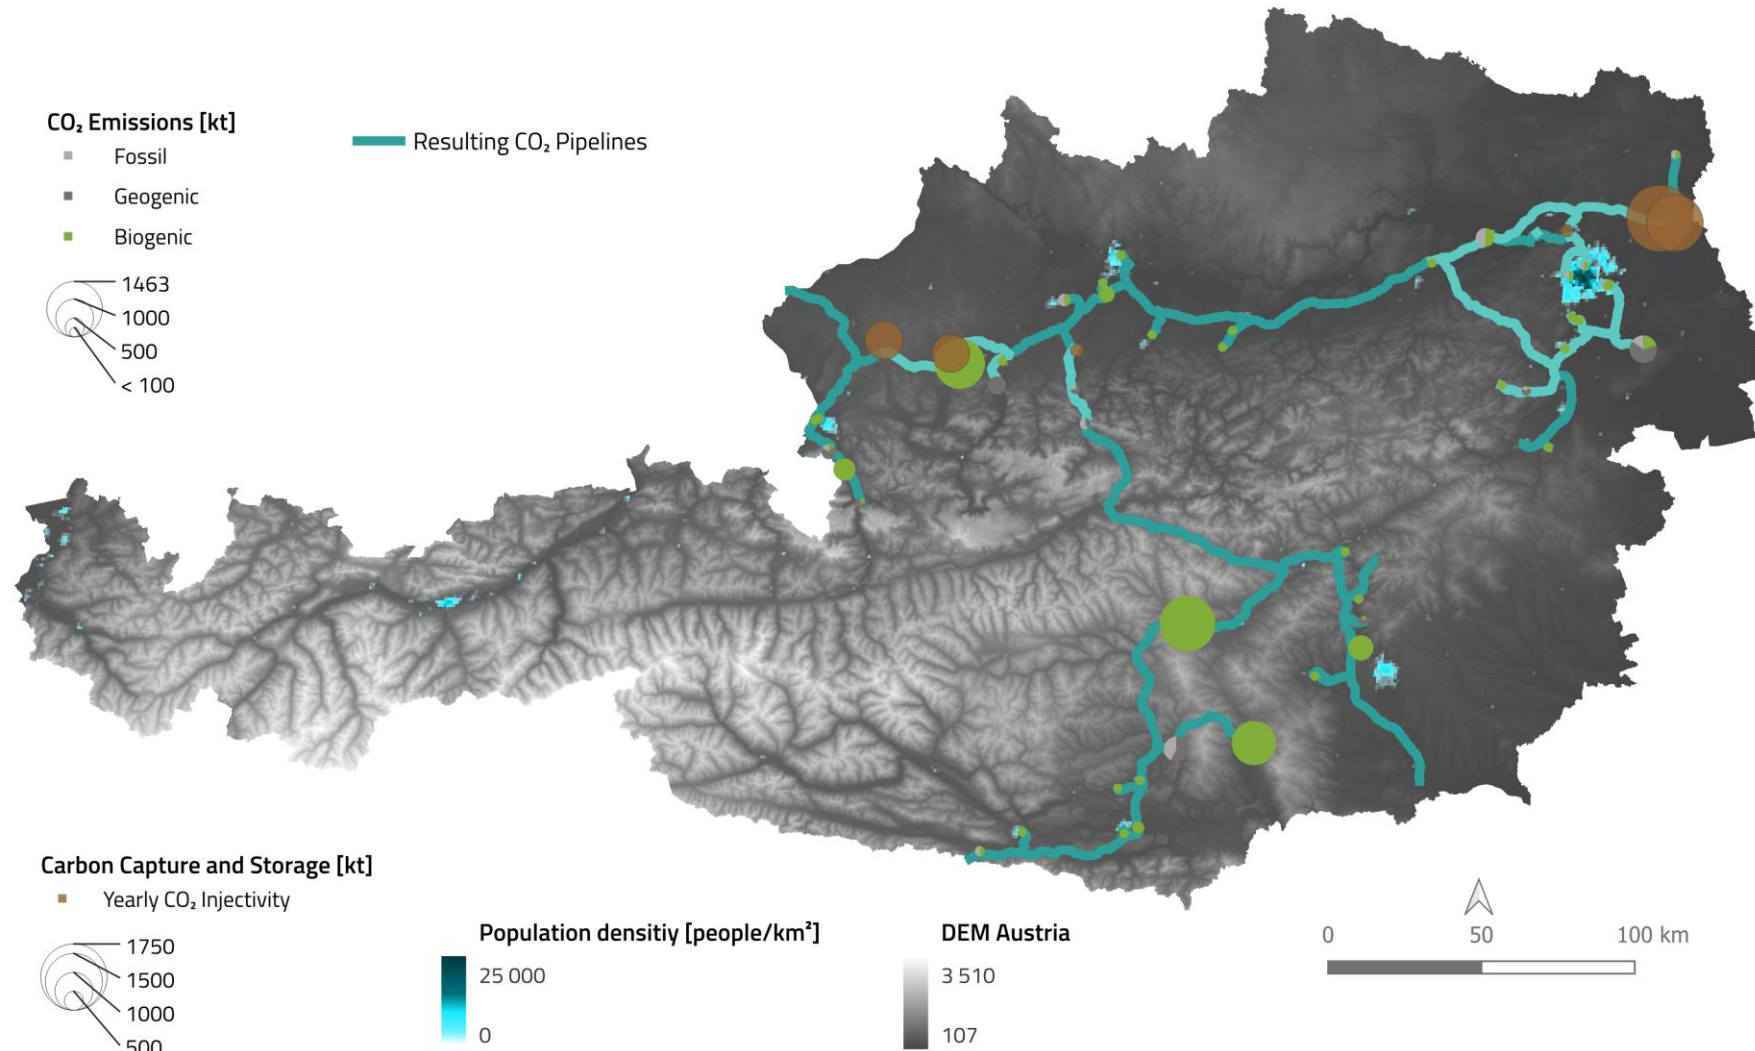 CO₂ Emissions [kt]
Fossil
Geogenic
Biogenic
1463
1000
500
< 100
Resulting CO₂ Pipelines
Carbon Capture and Storage [kt]
Yearly CO₂ Injectivity
1750
1500
1000
500
Population densitiy [people/km²]
25 000
0
DEM Austria
3 510
107
0 50 100 km